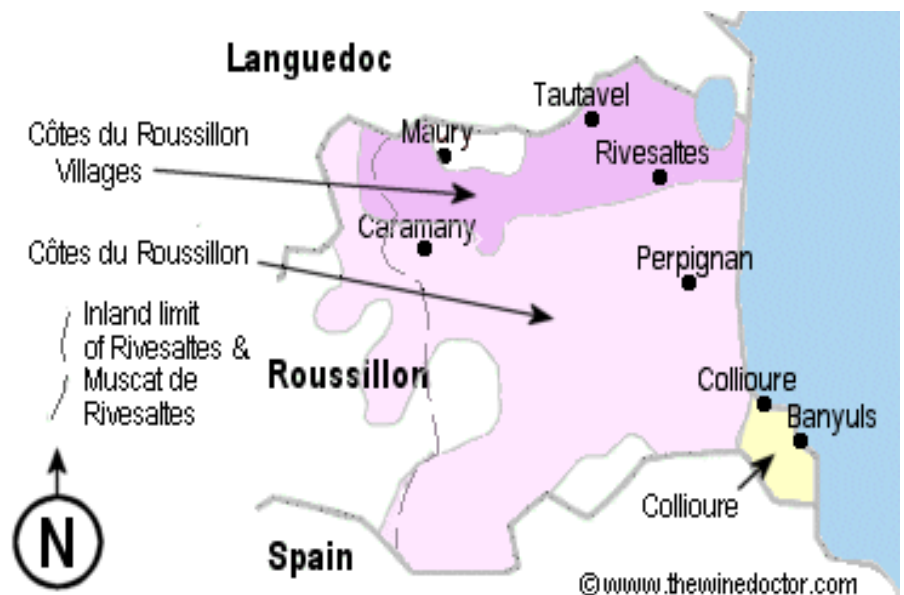 Languedoc
Tautavel
Côtes du Roussillon
Villages
Maury
Rivesaltes
Caramany
Côtes du Roussillon
Perpignan
Inland limit
of Rivesaltes &
Muscat de
Rivesaltes
Roussillon
Collioure
Banyuls
Collioure
N
Spain
©www.thewinedoctor.com